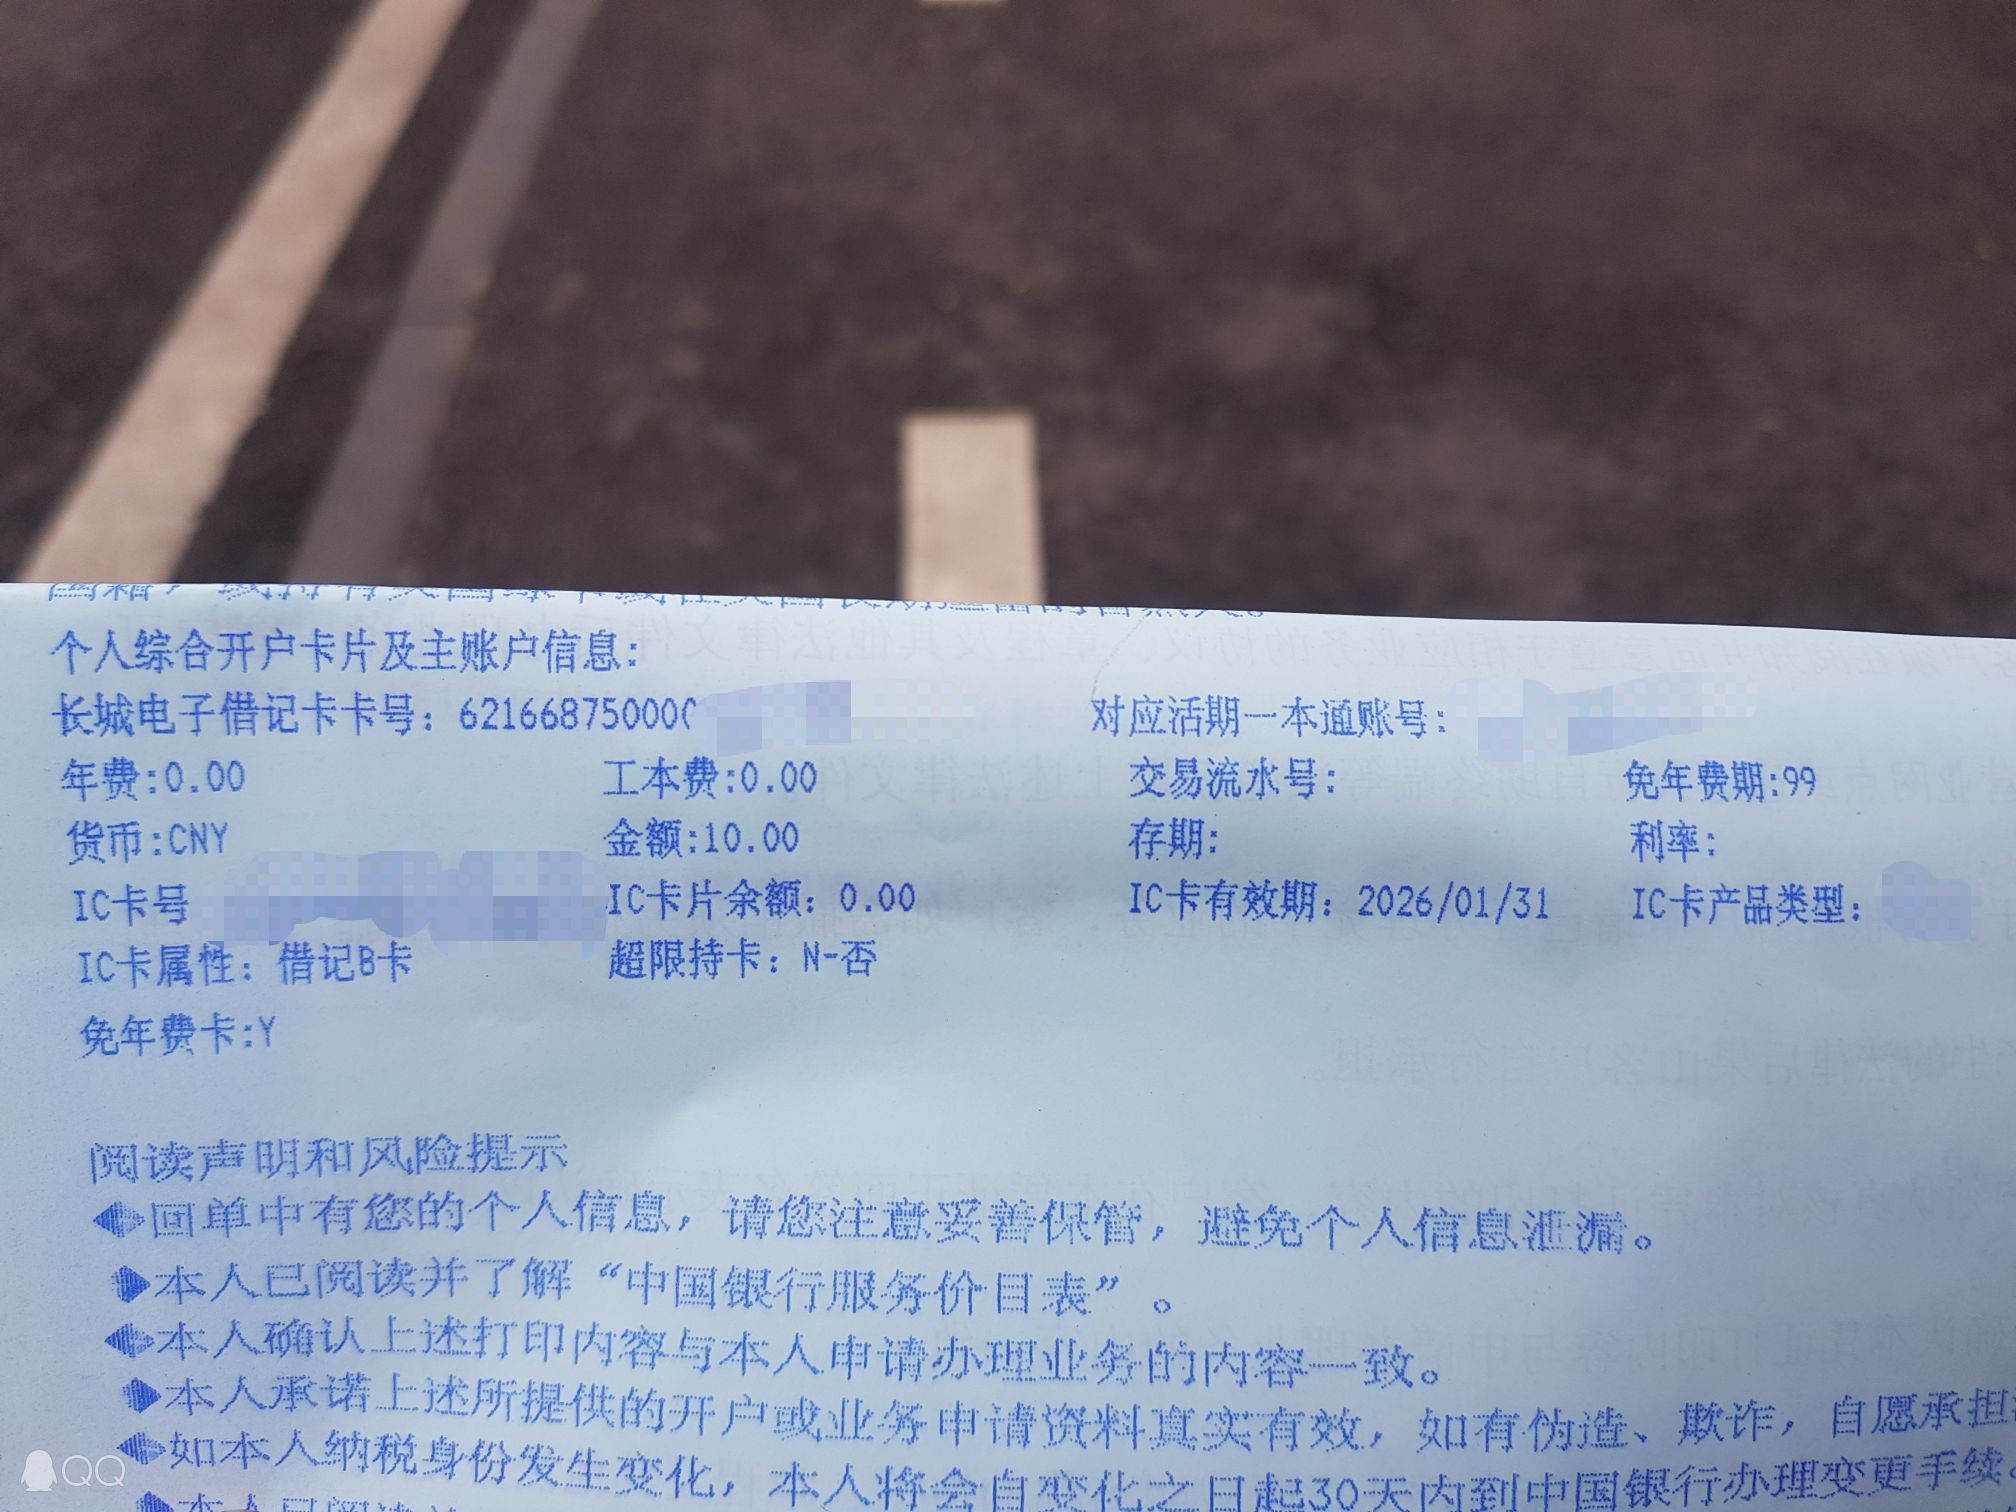 个人综合开户卡片及主账户信息:
长城电子借记卡卡号: 62166875000 对应活期一本通账号:
年费:0.00 工本费:0.00 交易流水号: 免年费期:99
货币:CNY 金额:10.00 存期: 利率:
IC卡号 IC卡片余额: 0.00 IC卡有效期: 2026/01/31 IC卡产品类型:
IC卡属性: 借记B卡 超限持卡: N-否
免年费卡:Y
阅读声明和风险提示
◆回单中有您的个人信息, 请您注意妥善保管, 避免个人信息泄漏。
◆本人已阅读并了解“中国银行服务价目表”。
◆本人确认上述打印内容与本人申请办理业务的内容一致。
◆本人承诺上述所提供的开户或业务申请资料真实有效, 如有伪造、欺诈, 自愿承担
◆如本人纳税身份发生变化, 本人将会自变化之日起30天内到中国银行办理变更手续。
QQ